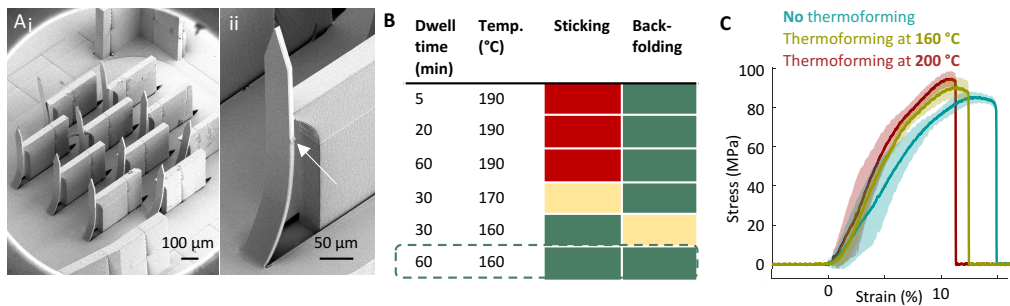 Ai
100 µm
ii
50 µm
B
Dwell time (min) Temp. (°C) Sticking Back-folding
5 190
20 190
60 190
30 170
30 160
60 160
C
No thermoforming
Thermoforming at 160 °C
Thermoforming at 200 °C
Stress (MPa)
100
80
60
40
20
0
0 10
Strain (%)